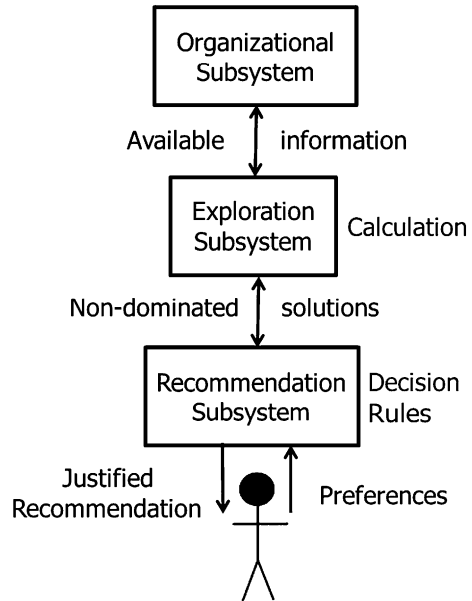 Organizational
Subsystem
Available information
Exploration
Subsystem
Calculation
Non-dominated solutions
Recommendation
Subsystem
Decision
Rules
Justified
Recommendation
Preferences